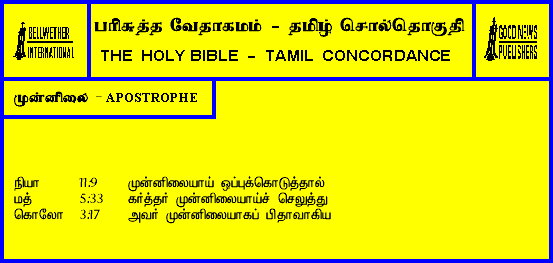 BELLWETHER
INTERNATIONAL
பரிசுத்த வேதாகமம் - தமிழ் சொல்தொகுதி
THE HOLY BIBLE - TAMIL CONCORDANCE
GOOD NEWS
PUBLISHERS
முன்னிலை - APOSTROPHE
நியா 11:9 முன்னிலையாய் ஒப்புக்கொடுத்தால்
மத் 5:33 கர்த்தர் முன்னிலையாய்ச் செலுத்து
கொலோ 3:17 அவர் முன்னிலையாகப் பிதாவாகிய